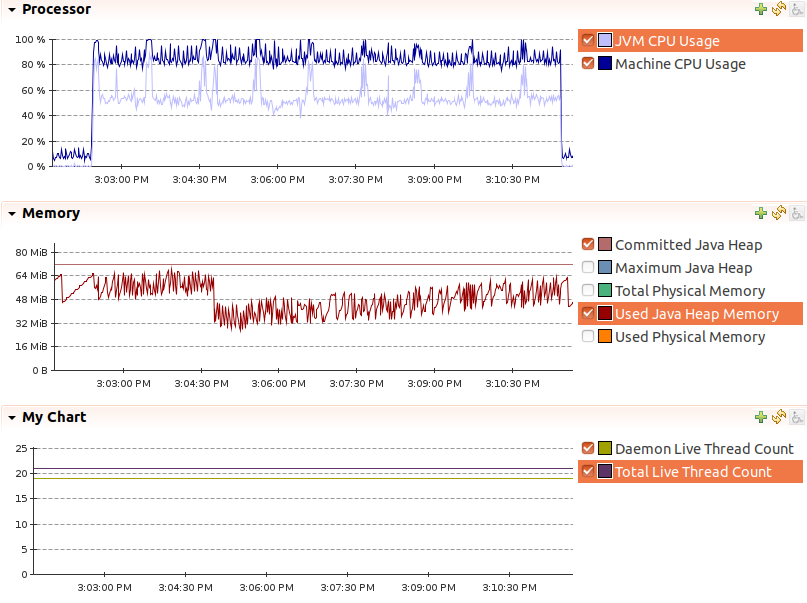 Processor
100 %
80 %
60 %
40 %
20 %
0 %
3:03:00 PM 3:04:30 PM 3:06:00 PM 3:07:30 PM 3:09:00 PM 3:10:30 PM
JVM CPU Usage
Machine CPU Usage
Memory
80 MiB
64 MiB
48 MiB
32 MiB
16 MiB
0 B
3:03:00 PM 3:04:30 PM 3:06:00 PM 3:07:30 PM 3:09:00 PM 3:10:30 PM
Committed Java Heap
Maximum Java Heap
Total Physical Memory
Used Java Heap Memory
Used Physical Memory
My Chart
25
20
15
10
5
0
3:03:00 PM 3:04:30 PM 3:06:00 PM 3:07:30 PM 3:09:00 PM 3:10:30 PM
Daemon Live Thread Count
Total Live Thread Count